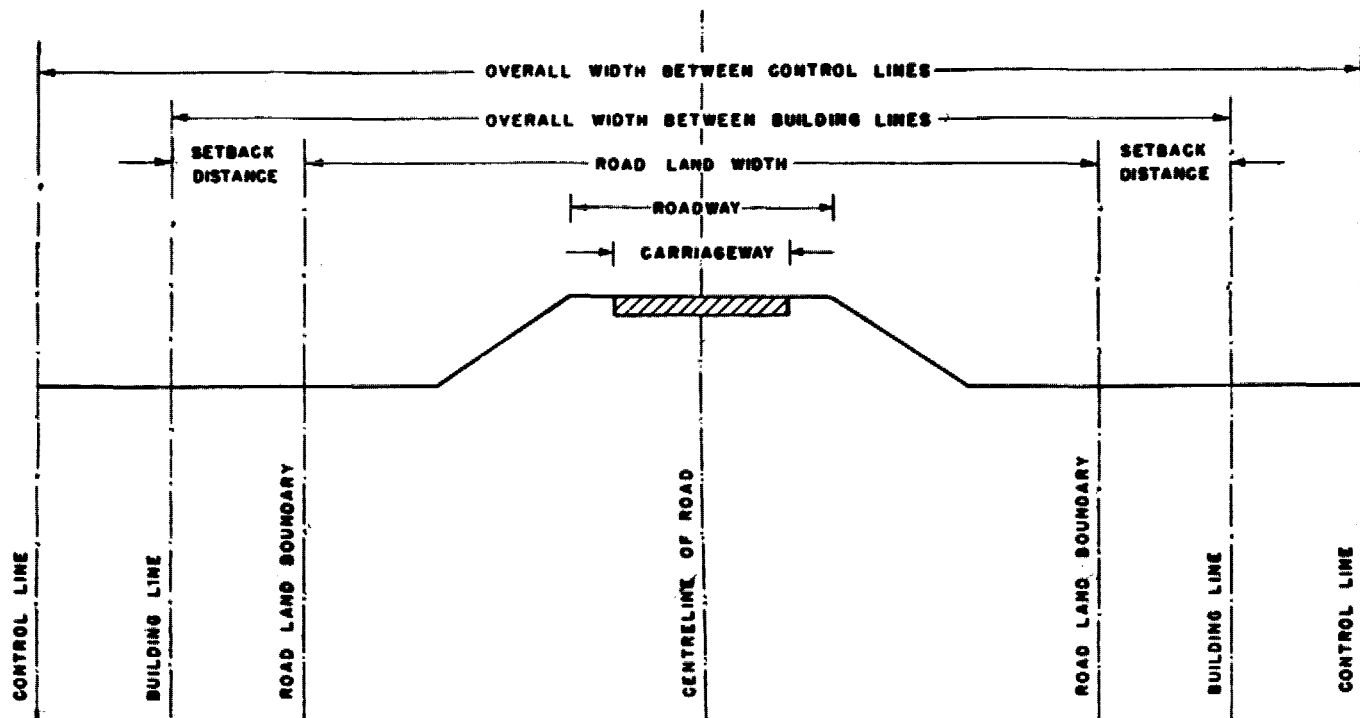 OVERALL WIDTH BETWEEN CONTROL LINES
OVERALL WIDTH BETWEEN BUILDING LINES
SETBACK
DISTANCE
ROAD LAND WIDTH
SETBACK
DISTANCE
ROADWAY
CARRIAGEWAY
CONTROL LINE
BUILDING LINE
ROAD LAND BOUNDARY
CENTRELINE OF ROAD
ROAD LAND BOUNDARY
BUILDING LINE
CONTROL LINE